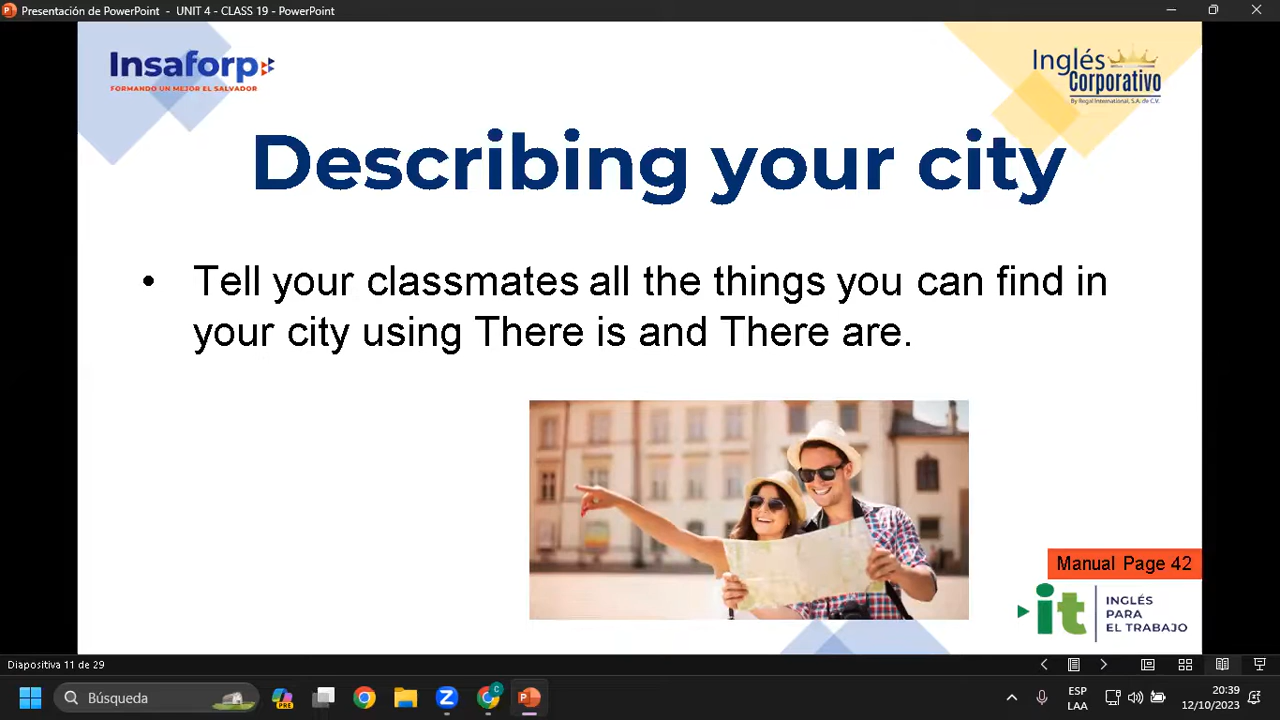 Presentación de PowerPoint - UNIT 4 - CLASS 19 - PowerPoint
Insaforp
FORMANDO UN MEJOR EL SALVADOR
Inglés
Corporativo
By Regal International, S.A. de C.V.
Describing your city
• Tell your classmates all the things you can find in
your city using There is and There are.
Manual Page 42
it
INGLÉS
PARA
EL TRABAJO
Diapositiva 11 de 29
Búsqueda
PRE
ESP
LAA
20:39
12/10/2023